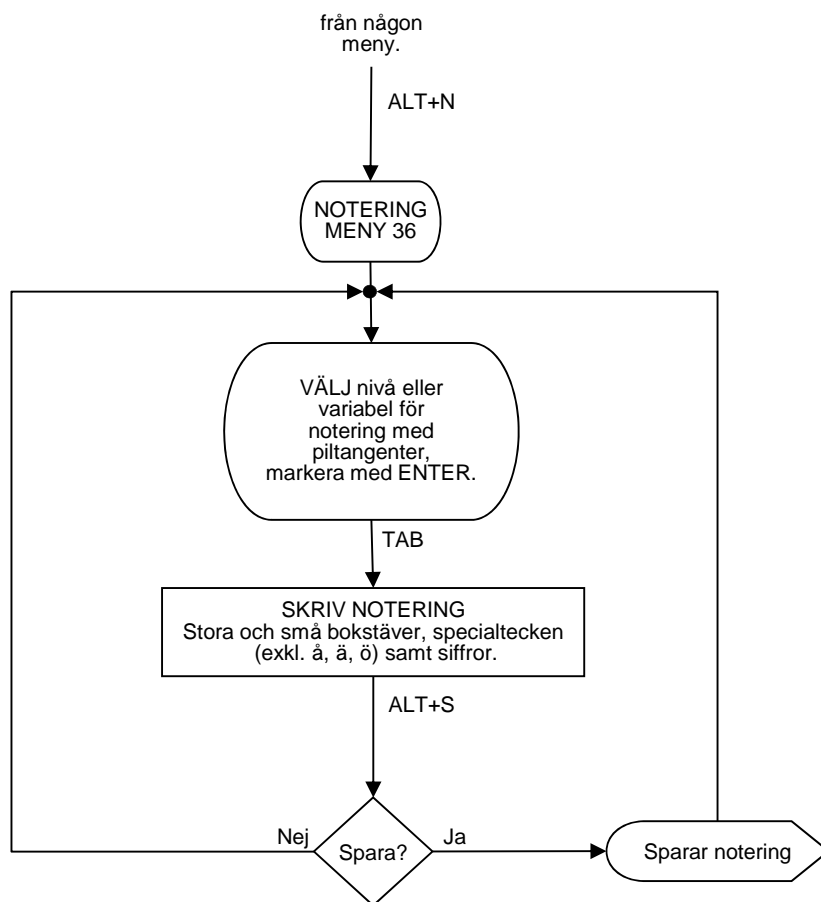 från någon
meny.
ALT+N
NOTERING
MENY 36
VÄLJ nivå eller
variabel för
notering med
piltangenter,
markera med ENTER.
TAB
SKRIV NOTERING
Stora och små bokstäver, specialtecken
(exkl. å, ä, ö) samt siffror.
ALT+S
Nej
Spara?
Ja
Sparar notering